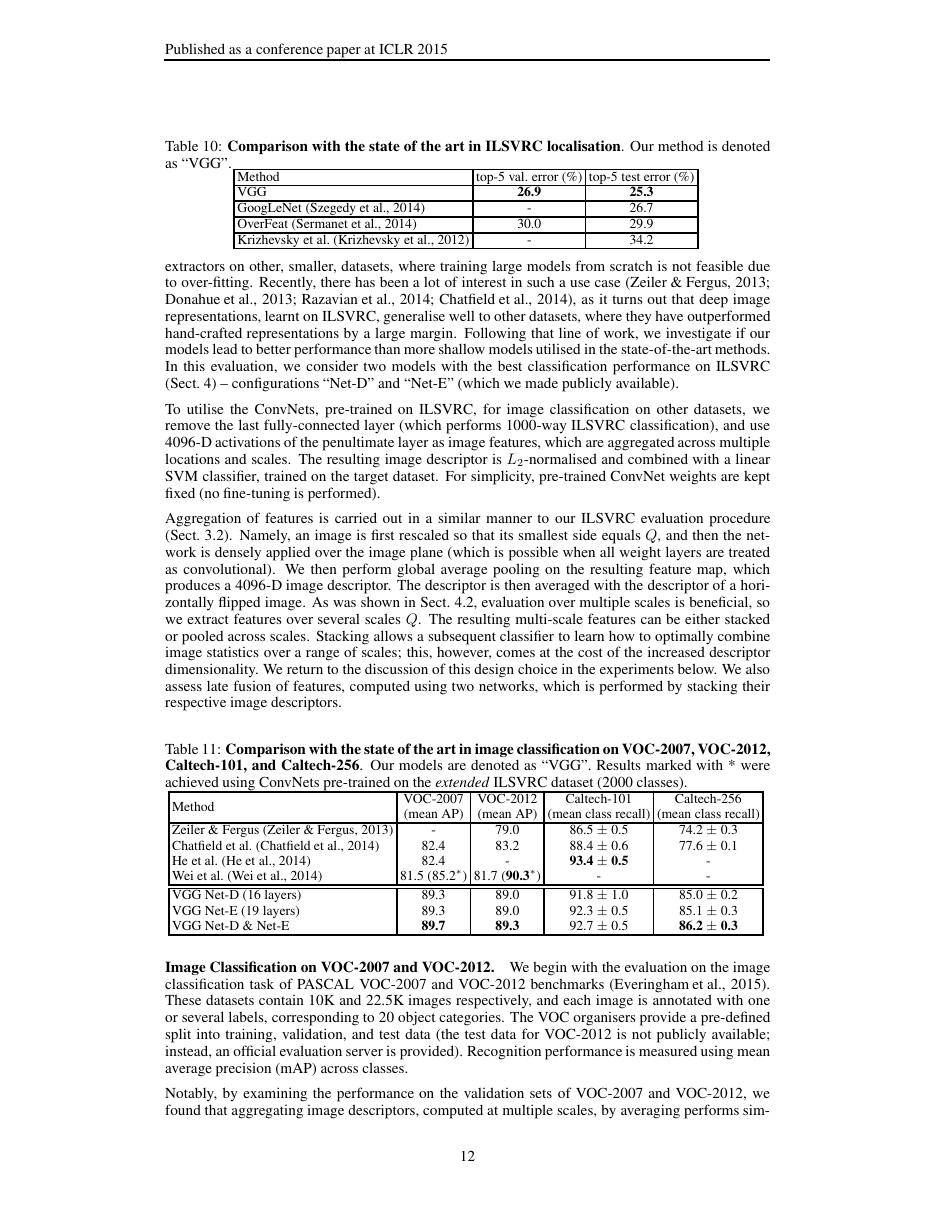 Published as a conference paper at ICLR 2015
Table 10: Comparison with the state of the art in ILSVRC localisation. Our method is denoted
as “VGG”.
Method top-5 val. error (%) top-5 test error (%)
VGG 26.9 25.3
GoogLeNet (Szegedy et al., 2014) - 26.7
OverFeat (Sermanet et al., 2014) 30.0 29.9
Krizhevsky et al. (Krizhevsky et al., 2012) - 34.2
extractors on other, smaller, datasets, where training large models from scratch is not feasible due
to over-fitting. Recently, there has been a lot of interest in such a use case (Zeiler & Fergus, 2013;
Donahue et al., 2013; Razavian et al., 2014; Chatfield et al., 2014), as it turns out that deep image
representations, learnt on ILSVRC, generalise well to other datasets, where they have outperformed
hand-crafted representations by a large margin. Following that line of work, we investigate if our
models lead to better performance than more shallow models utilised in the state-of-the-art methods.
In this evaluation, we consider two models with the best classification performance on ILSVRC
(Sect. 4) – configurations “Net-D” and “Net-E” (which we made publicly available).
To utilise the ConvNets, pre-trained on ILSVRC, for image classification on other datasets, we
remove the last fully-connected layer (which performs 1000-way ILSVRC classification), and use
4096-D activations of the penultimate layer as image features, which are aggregated across multiple
locations and scales. The resulting image descriptor is L2-normalised and combined with a linear
SVM classifier, trained on the target dataset. For simplicity, pre-trained ConvNet weights are kept
fixed (no fine-tuning is performed).
Aggregation of features is carried out in a similar manner to our ILSVRC evaluation procedure
(Sect. 3.2). Namely, an image is first rescaled so that its smallest side equals Q, and then the net-
work is densely applied over the image plane (which is possible when all weight layers are treated
as convolutional). We then perform global average pooling on the resulting feature map, which
produces a 4096-D image descriptor. The descriptor is then averaged with the descriptor of a hori-
zontally flipped image. As was shown in Sect. 4.2, evaluation over multiple scales is beneficial, so
we extract features over several scales Q. The resulting multi-scale features can be either stacked
or pooled across scales. Stacking allows a subsequent classifier to learn how to optimally combine
image statistics over a range of scales; this, however, comes at the cost of the increased descriptor
dimensionality. We return to the discussion of this design choice in the experiments below. We also
assess late fusion of features, computed using two networks, which is performed by stacking their
respective image descriptors.
Table 11: Comparison with the state of the art in image classification on VOC-2007, VOC-2012,
Caltech-101, and Caltech-256. Our models are denoted as “VGG”. Results marked with * were
achieved using ConvNets pre-trained on the extended ILSVRC dataset (2000 classes).
Method VOC-2007 VOC-2012 Caltech-101 Caltech-256
(mean AP) (mean AP) (mean class recall) (mean class recall)
Zeiler & Fergus (Zeiler & Fergus, 2013) - 79.0 86.5 ± 0.5 74.2 ± 0.3
Chatfield et al. (Chatfield et al., 2014) 82.4 83.2 88.4 ± 0.6 77.6 ± 0.1
He et al. (He et al., 2014) 82.4 - 93.4 ± 0.5 -
Wei et al. (Wei et al., 2014) 81.5 (85.2*) 81.7 (90.3*) - -
VGG Net-D (16 layers) 89.3 89.0 91.8 ± 1.0 85.0 ± 0.2
VGG Net-E (19 layers) 89.3 89.0 92.3 ± 0.5 85.1 ± 0.3
VGG Net-D & Net-E 89.7 89.3 92.7 ± 0.5 86.2 ± 0.3
Image Classification on VOC-2007 and VOC-2012. We begin with the evaluation on the image
classification task of PASCAL VOC-2007 and VOC-2012 benchmarks (Everingham et al., 2015).
These datasets contain 10K and 22.5K images respectively, and each image is annotated with one
or several labels, corresponding to 20 object categories. The VOC organisers provide a pre-defined
split into training, validation, and test data (the test data for VOC-2012 is not publicly available;
instead, an official evaluation server is provided). Recognition performance is measured using mean
average precision (mAP) across classes.
Notably, by examining the performance on the validation sets of VOC-2007 and VOC-2012, we
found that aggregating image descriptors, computed at multiple scales, by averaging performs sim-
12